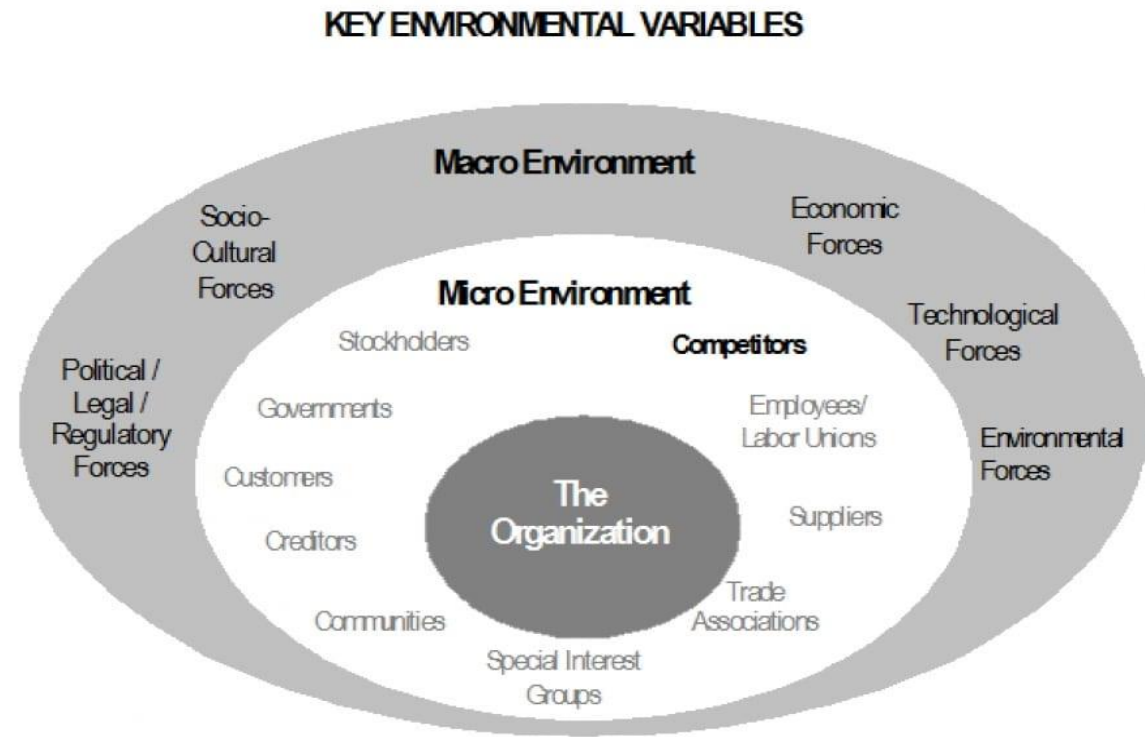 KEY ENVIRONMENTAL VARIABLES
Macro Environment
Socio-
Cultural
Forces
Economic
Forces
Political /
Legal /
Regulatory
Forces
Technological
Forces
Environmental
Forces
Micro Environment
Stockholders
Competitors
Governments
Employees/
Labor Unions
Customers
Suppliers
Creditors
Trade
Associations
Communities
Special Interest
Groups
The
Organization